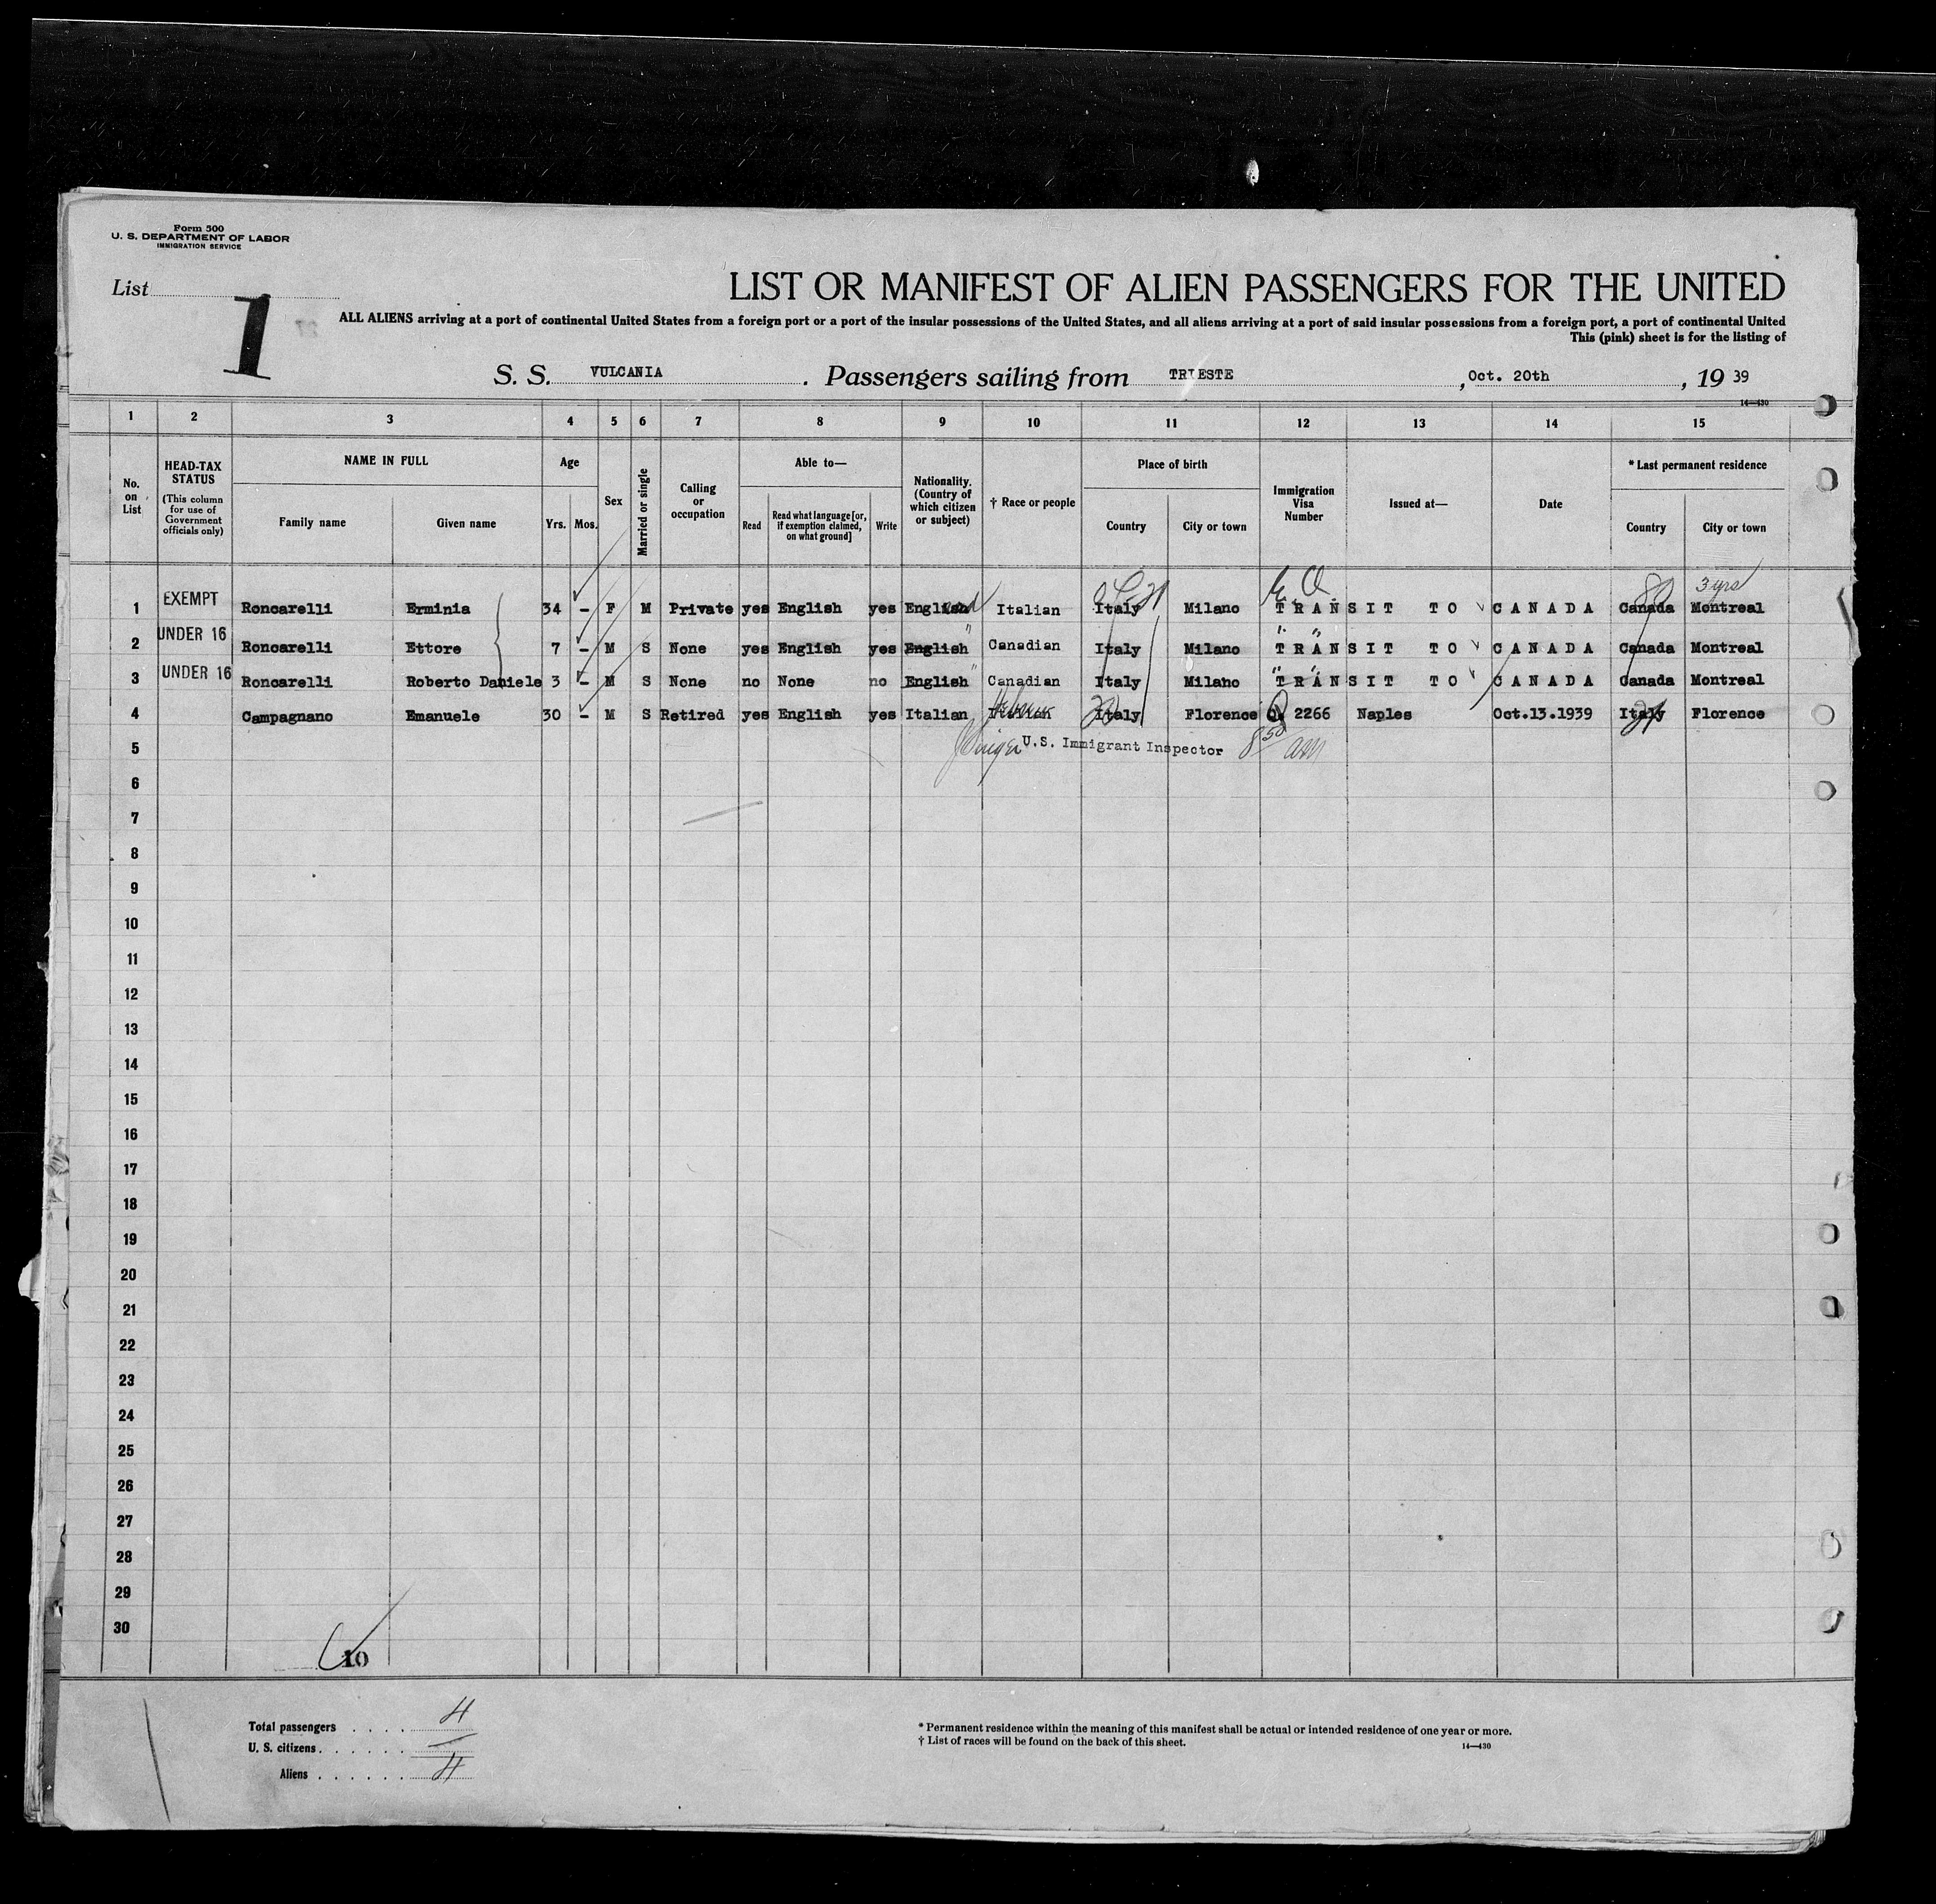 Form 500
U. S. DEPARTMENT OF LABOR
IMMIGRATION SERVICE
List
1
LIST OR MANIFEST OF ALIEN PASSENGERS FOR THE UNITED
ALL ALIENS arriving at a port of continental United States from a foreign port or a port of the insular possessions of the United States, and all aliens arriving at a port of said insular possessions from a foreign port, a port of continental United
This (pink) sheet is for the listing of
S. S. VULCANIA . Passengers sailing from TRIESTE , Oct. 20th , 19 39
14—430
1 2 3 4 5 6 7 8 9 10 11 12 13 14 15
No. on List
HEAD-TAX STATUS
(This column for use of Government officials only)
NAME IN FULL
Family name Given name
Age
Yrs. Mos.
Sex
Married or single
Calling or occupation
Able to—
Read
Read what language [or, if exemption claimed, on what ground]
Write
Nationality. (Country of which citizen or subject)
† Race or people
Place of birth
Country City or town
Immigration Visa Number
Issued at—
Date
* Last permanent residence
Country City or town
3 yrs
1 EXEMPT Roncarelli Erminia 34 - F M Private yes English yes English Italian Italy Milano TRANSIT TO CANADA Canada Montreal
2 UNDER 16 Roncarelli Ettore 7 - M S None yes English yes English Canadian Italy Milano TRANSIT TO CANADA Canada Montreal
3 UNDER 16 Roncarelli Roberto Daniele 3 - M S None no None no English Canadian Italy Milano TRANSIT TO CANADA Canada Montreal
4 Campagnano Emanuele 30 - M S Retired yes English yes Italian Hebrew Italy Florence Q 2266 Naples Oct.13.1939 Italy Florence
5 U.S. Immigrant Inspector 8 50 am
6
7
8
9
10
11
12
13
14
15
16
17
18
19
20
21
22
23
24
25
26
27
28
29
30
10
Total passengers . . . . 4
U. S. citizens . . . . . . —
Aliens . . . . . . 4
* Permanent residence within the meaning of this manifest shall be actual or intended residence of one year or more.
† List of races will be found on the back of this sheet.
14—430